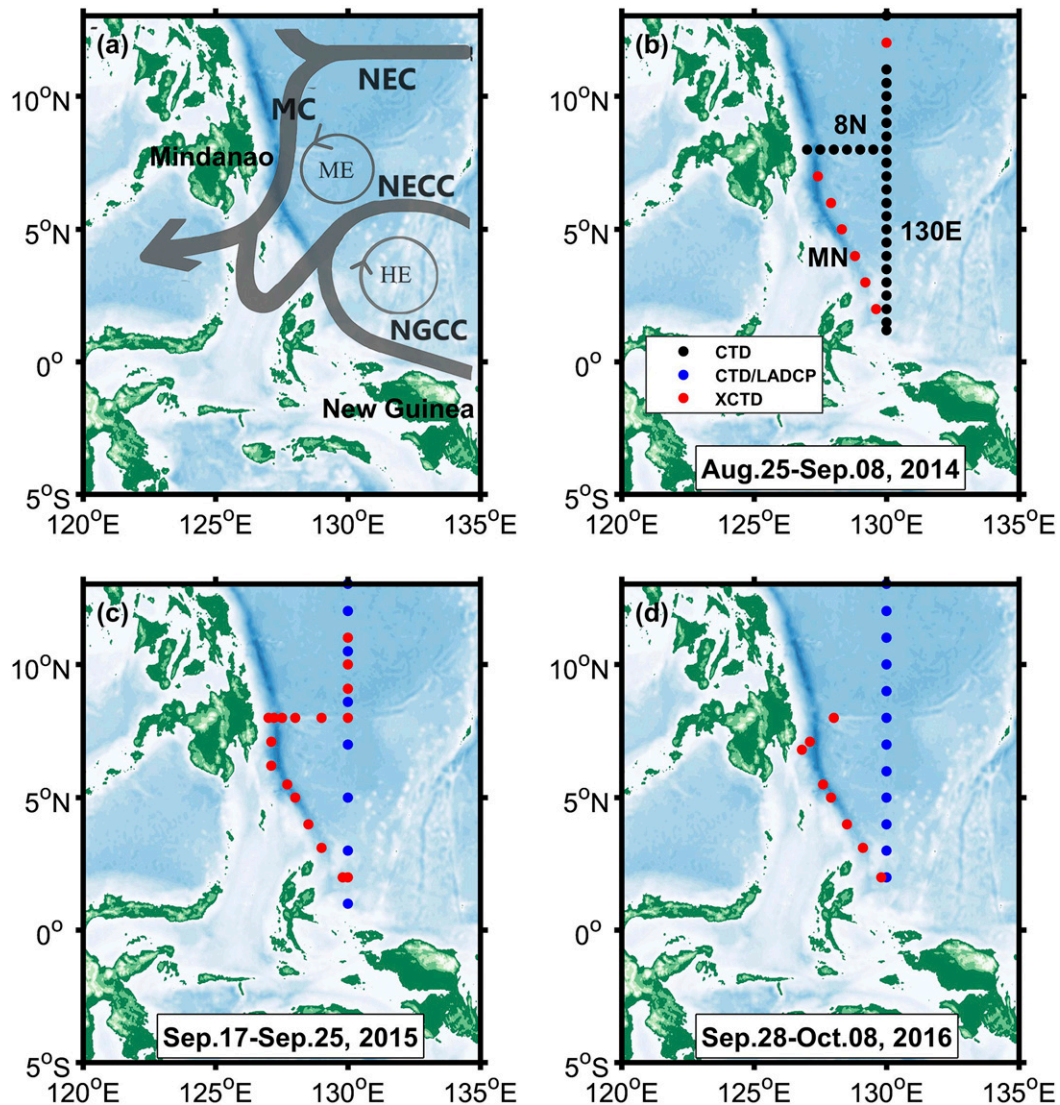 (a)
NEC
MC
Mindanao
ME
NECC
HE
NGCC
New Guinea
10°N
5°N
0°
5°S
120°E
125°E
130°E
135°E
(b)
8N
130E
MN
CTD
CTD/LADCP
XCTD
Aug.25-Sep.08, 2014
10°N
5°N
0°
5°S
120°E
125°E
130°E
135°E
(c)
10°N
5°N
0°
5°S
Sep.17-Sep.25, 2015
120°E
125°E
130°E
135°E
(d)
10°N
5°N
0°
5°S
Sep.28-Oct.08, 2016
120°E
125°E
130°E
135°E